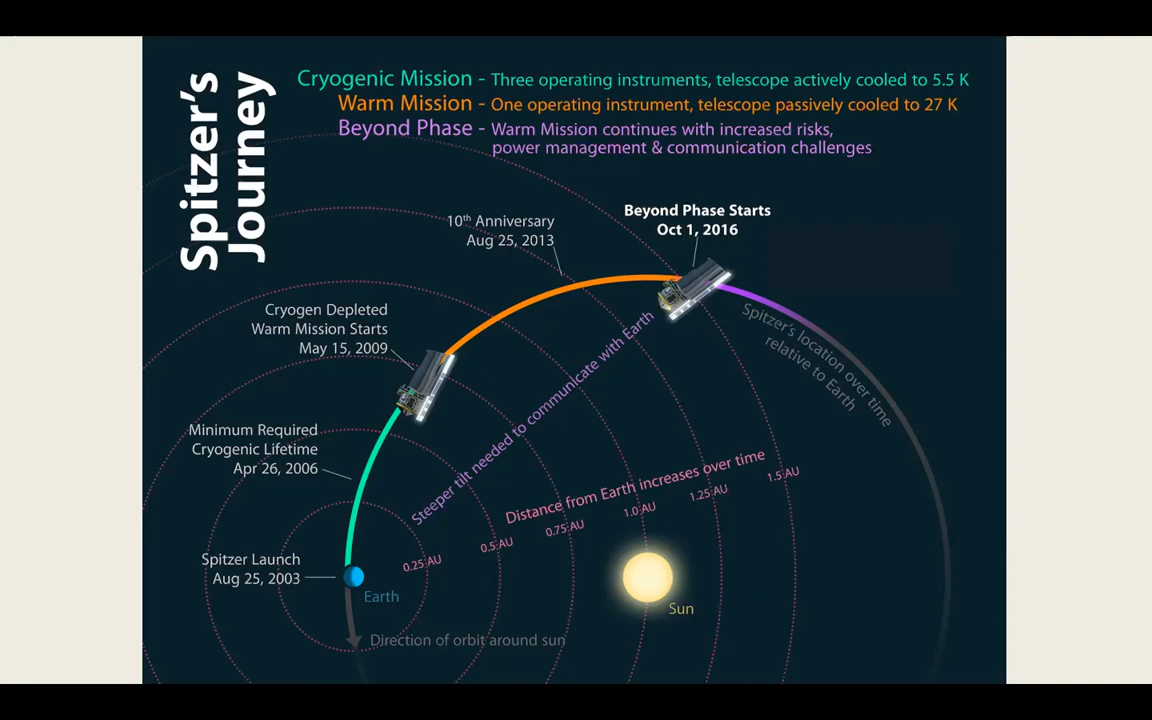 Spitzer's
Journey
Cryogenic Mission - Three operating instruments, telescope actively cooled to 5.5 K
Warm Mission - One operating instrument, telescope passively cooled to 27 K
Beyond Phase - Warm Mission continues with increased risks,
power management & communication challenges
Beyond Phase Starts
Oct 1, 2016
10th Anniversary
Aug 25, 2013
Cryogen Depleted
Warm Mission Starts
May 15, 2009
Spitzer's location over time
relative to Earth
Steeper tilt needed to communicate with Earth
Minimum Required
Cryogenic Lifetime
Apr 26, 2006
Distance from Earth increases over time
0.25 AU
0.5 AU
0.75 AU
1.0 AU
1.25 AU
1.5 AU
Spitzer Launch
Aug 25, 2003
Earth
Sun
Direction of orbit around sun